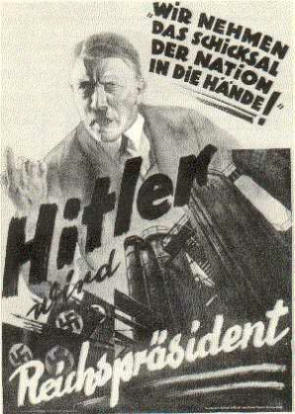 „WIR NEHMEN
DAS SCHICKSAL
DER NATION
IN DIE HÄNDE!"
Hitler
wird
Reichspräsident